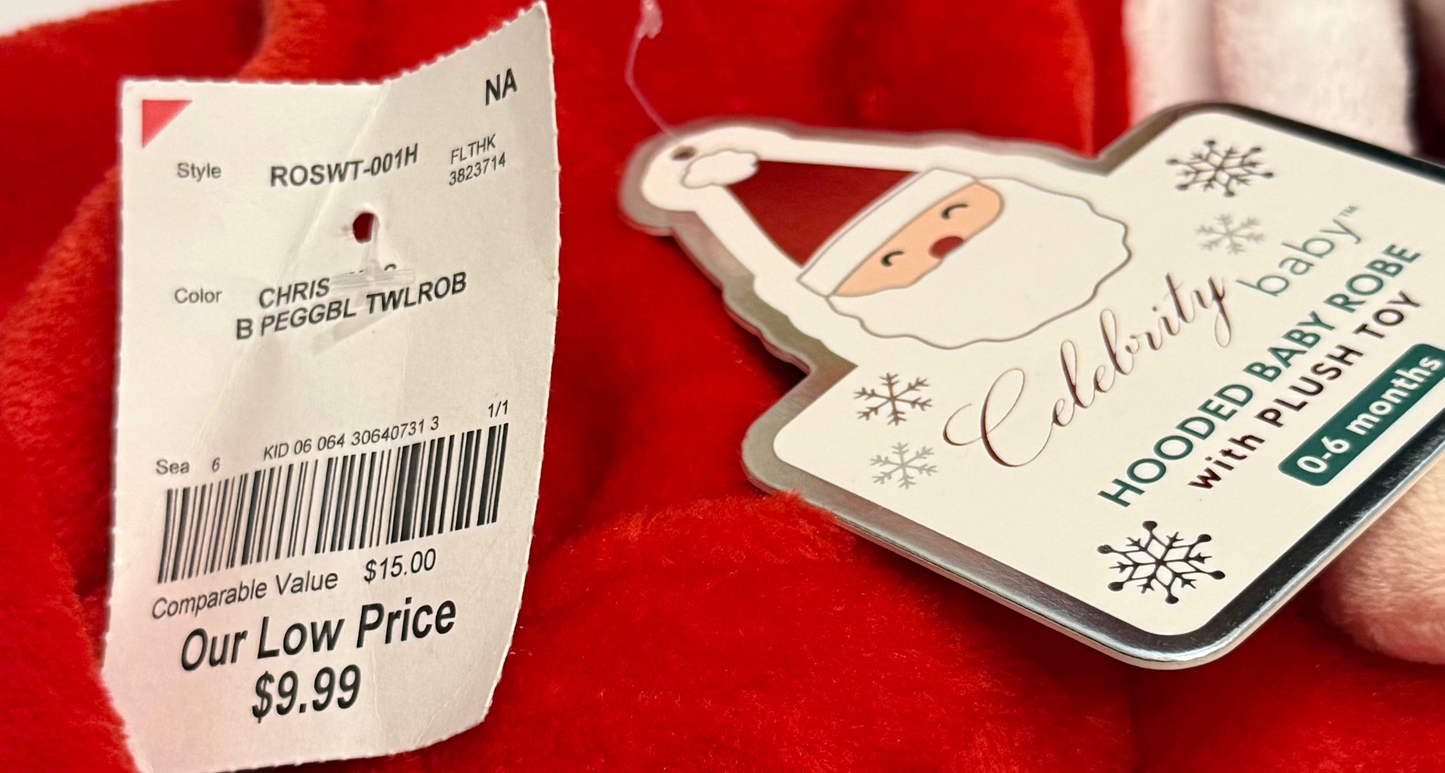 NA
Style ROSWT-001H FLTHK
3823714
Color CHRIS
B PEGGBL TWLROB
1/1
Sea 6 KID 06 064 30640731 3
Comparable Value $15.00
Our Low Price
$9.99
Celebrity baby™
HOODED BABY ROBE
with PLUSH TOY
0-6 months